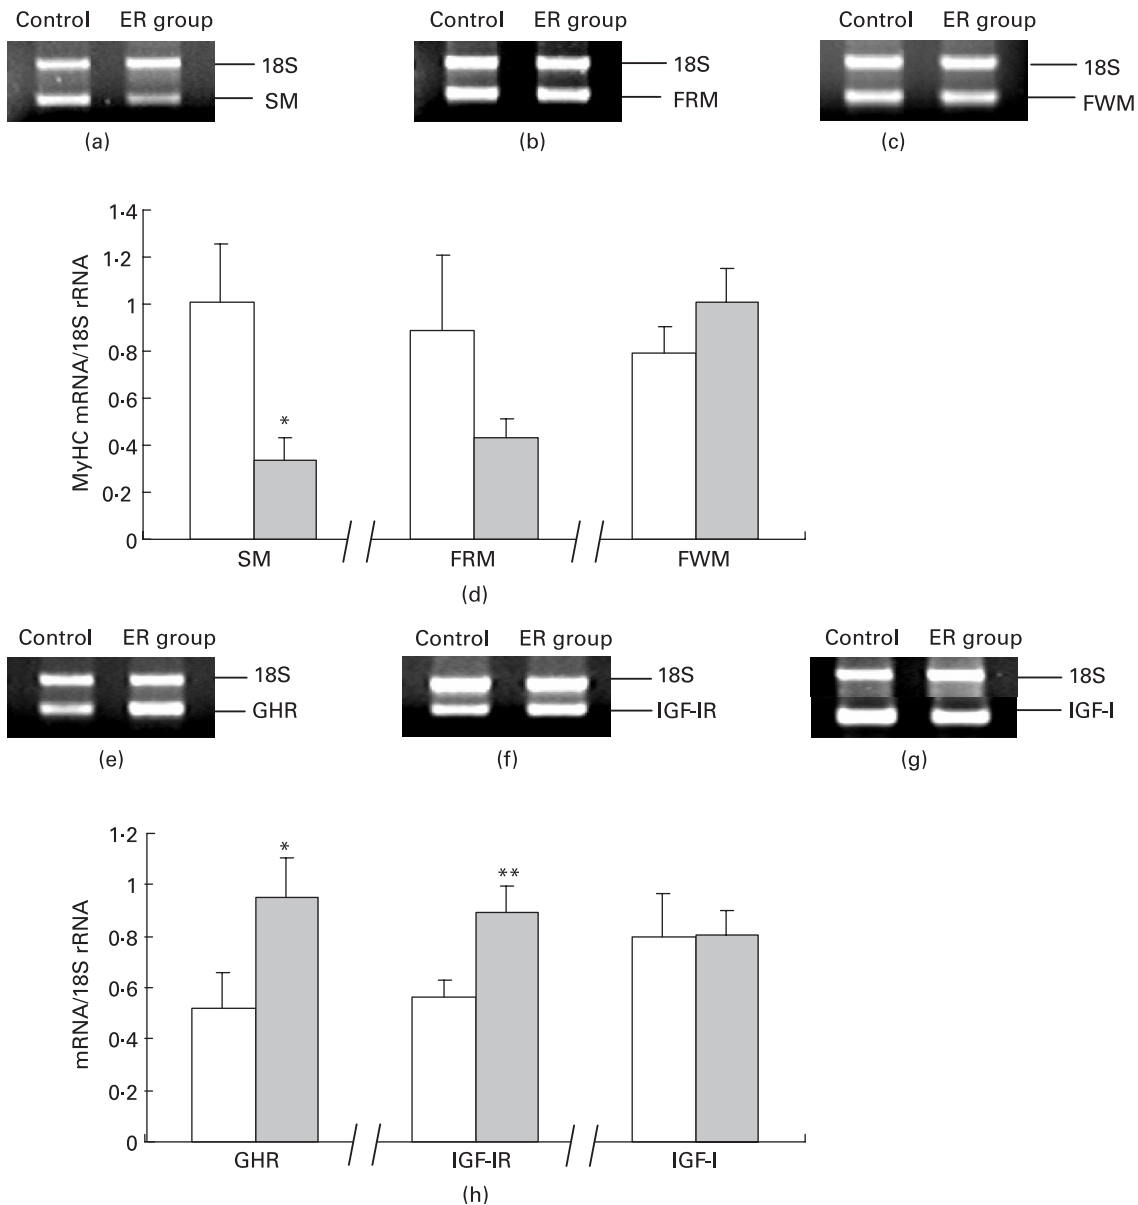 Control ER group
18S
SM
(a)
Control ER group
18S
FRM
(b)
Control ER group
18S
FWM
(c)
MyHC mRNA/18S rRNA
1·4
1·2
1
0·8
0·6
0·4
0·2
0
*
SM FRM FWM
(d)
Control ER group
18S
GHR
(e)
Control ER group
18S
IGF-IR
(f)
Control ER group
18S
IGF-I
(g)
mRNA/18S rRNA
1·2
1
0·8
0·6
0·4
0·2
0
*
**
GHR IGF-IR IGF-I
(h)